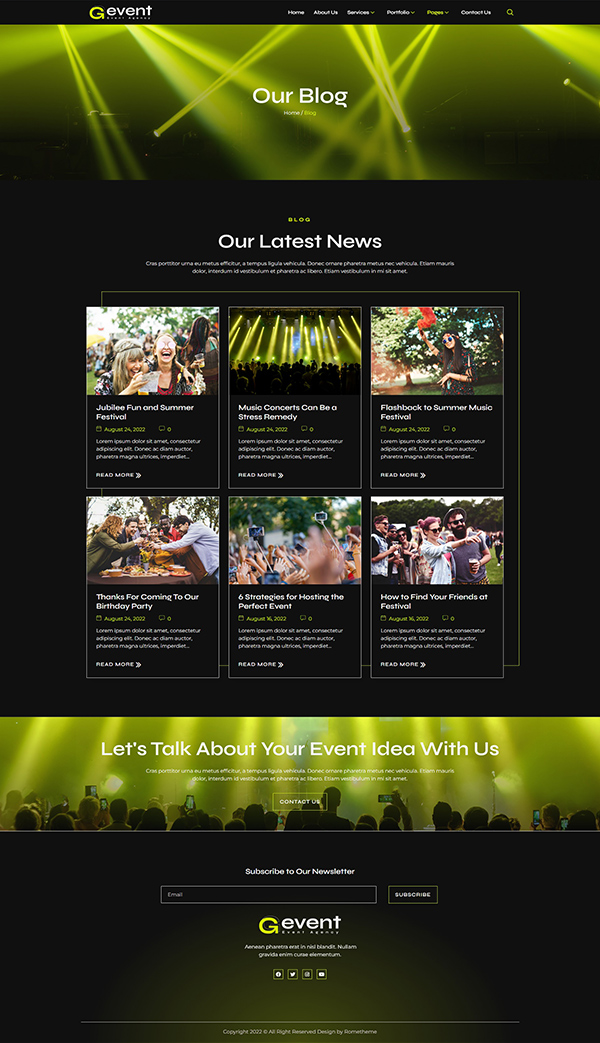 Gevent
Event Agency
Home About Us Services Portfolio Pages Contact Us
Our Blog
Home / Blog
BLOG
Our Latest News
Cras porttitor urna eu metus efficitur, a tempus ligula vehicula. Donec ornare pharetra metus nec vehicula. Etiam mauris
dolor, interdum id vestibulum et pharetra ac libero. Etiam vestibulum in mi sit amet.
Jubilee Fun and Summer
Festival
August 24, 2022 0
Lorem ipsum dolor sit amet, consectetur
adipiscing elit. Donec ac diam auctor,
pharetra magna ultrices, imperdiet...
READ MORE
Music Concerts Can Be a
Stress Remedy
August 24, 2022 0
Lorem ipsum dolor sit amet, consectetur
adipiscing elit. Donec ac diam auctor,
pharetra magna ultrices, imperdiet...
READ MORE
Flashback to Summer Music
Festival
August 24, 2022 0
Lorem ipsum dolor sit amet, consectetur
adipiscing elit. Donec ac diam auctor,
pharetra magna ultrices, imperdiet...
READ MORE
Thanks For Coming To Our
Birthday Party
August 24, 2022 0
Lorem ipsum dolor sit amet, consectetur
adipiscing elit. Donec ac diam auctor,
pharetra magna ultrices, imperdiet...
READ MORE
6 Strategies for Hosting the
Perfect Event
August 16, 2022 0
Lorem ipsum dolor sit amet, consectetur
adipiscing elit. Donec ac diam auctor,
pharetra magna ultrices, imperdiet...
READ MORE
How to Find Your Friends at
Festival
August 16, 2022 0
Lorem ipsum dolor sit amet, consectetur
adipiscing elit. Donec ac diam auctor,
pharetra magna ultrices, imperdiet...
READ MORE
Let's Talk About Your Event Idea With Us
Cras porttitor urna eu metus efficitur, a tempus ligula vehicula. Donec ornare pharetra metus nec vehicula. Etiam mauris
dolor, interdum id vestibulum et pharetra ac libero. Etiam vestibulum in mi sit amet.
CONTACT US
Subscribe to Our Newsletter
Email SUBSCRIBE
Gevent
Event Agency
Aenean pharetra erat in nisl blandit. Nullam
gravida enim curae elementum.
Copyright 2022 © All Right Reserved Design by Rometheme